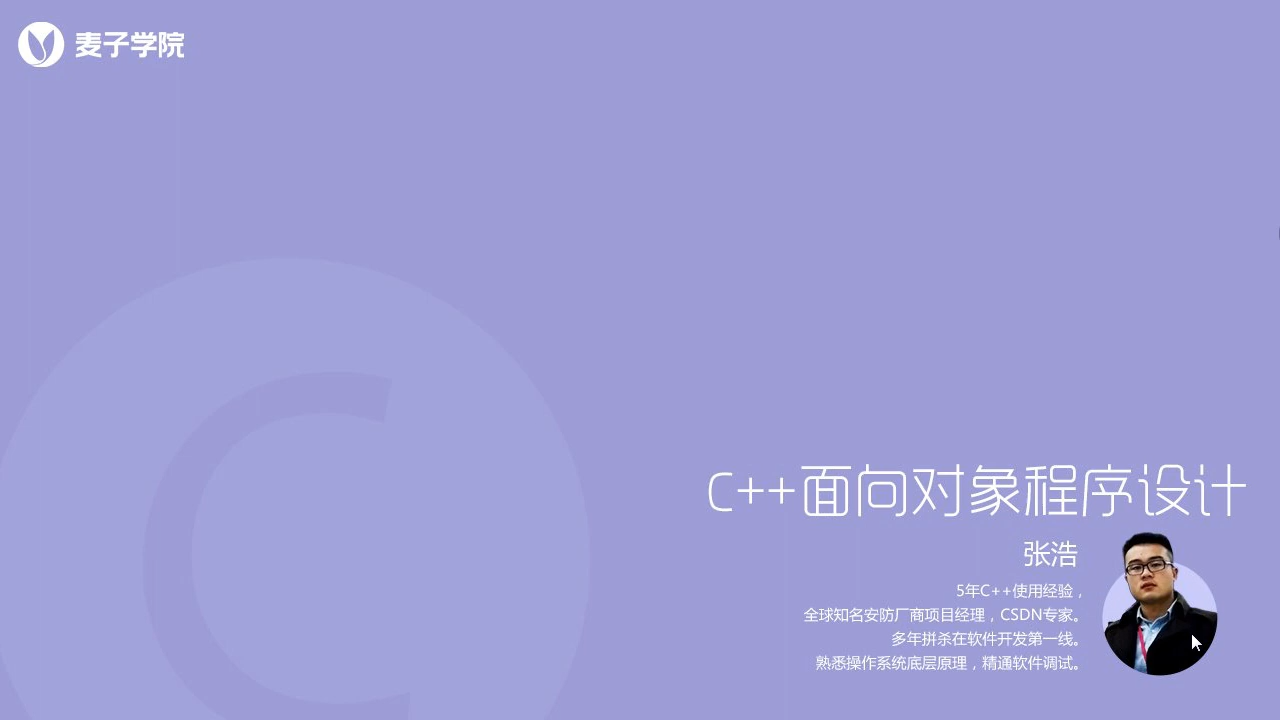 麦子学院
C++面向对象程序设计
张浩
5年C++使用经验，
全球知名安防厂商项目经理，CSDN专家。
多年拼杀在软件开发第一线。
熟悉操作系统底层原理，精通软件调试。